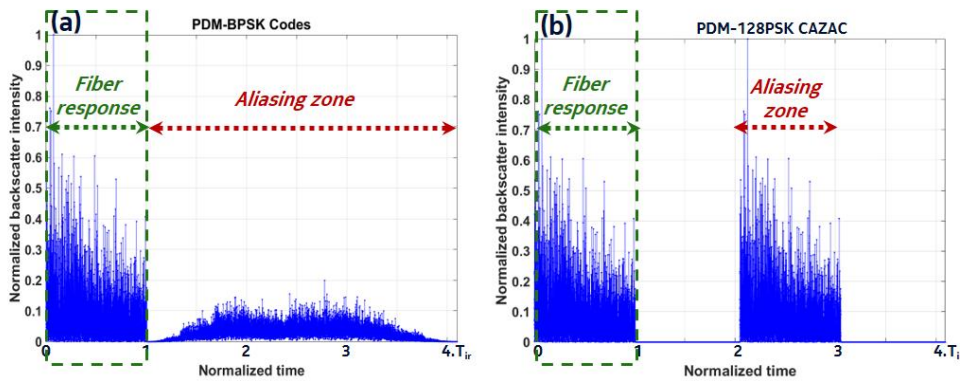 (a)
PDM-BPSK Codes
Normalized backscatter intensity
1
0.9
0.8
0.7
0.6
0.5
0.4
0.3
0.2
0.1
0
Fiber
response
Aliasing zone
0
1
2
3
4.Tir
Normalized time
(b)
PDM-128PSK CAZAC
Normalized backscatter intensity
1
0.9
0.8
0.7
0.6
0.5
0.4
0.3
0.2
0.1
0
Fiber
response
Aliasing
zone
0
1
2
3
4.Ti
Normalized time